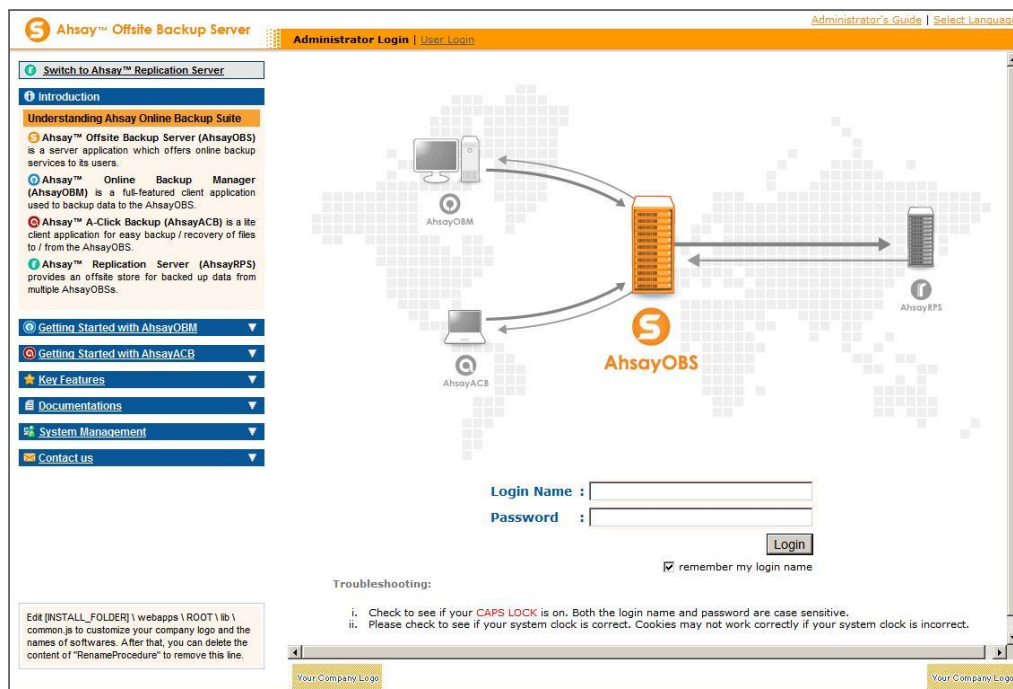 Ahsay™ Offsite Backup Server
Administrator's Guide | Select Language
Administrator Login | User Login
Switch to Ahsay™ Replication Server
Introduction
Understanding Ahsay Online Backup Suite
Ahsay™ Offsite Backup Server (AhsayOBS)
is a server application which offers online backup
services to its users.
Ahsay™ Online Backup Manager
(AhsayOBM) is a full-featured client application
used to backup data to the AhsayOBS.
Ahsay™ A-Click Backup (AhsayACB) is a lite
client application for easy backup / recovery of files
to / from the AhsayOBS.
Ahsay™ Replication Server (AhsayRPS)
provides an offsite store for backed up data from
multiple AhsayOBSs.
Getting Started with AhsayOBM
Getting Started with AhsayACB
Key Features
Documentations
System Management
Contact us
AhsayOBM
AhsayRPS
AhsayOBS
AhsayACB
Login Name :
Password :
Login
remember my login name
Troubleshooting:
i. Check to see if your CAPS LOCK is on. Both the login name and password are case sensitive.
ii. Please check to see if your system clock is correct. Cookies may not work correctly if your system clock is incorrect.
Edit [INSTALL_FOLDER] \ webapps \ ROOT \ lib \
common.js to customize your company logo and the
names of softwares. After that, you can delete the
content of "RenameProcedure" to remove this line.
Your Company Logo
Your Company Logo